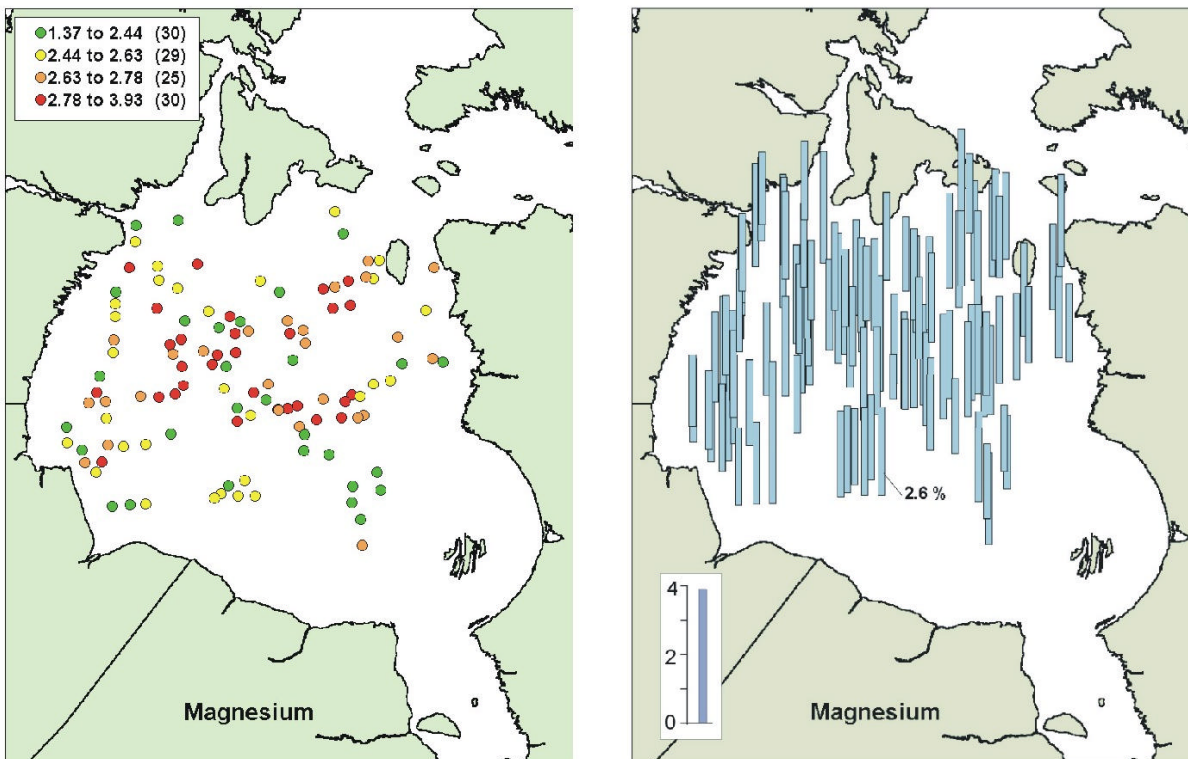 1.37 to 2.44 (30)
2.44 to 2.63 (29)
2.63 to 2.78 (25)
2.78 to 3.93 (30)
Magnesium
2.6 %
4
2
0
Magnesium